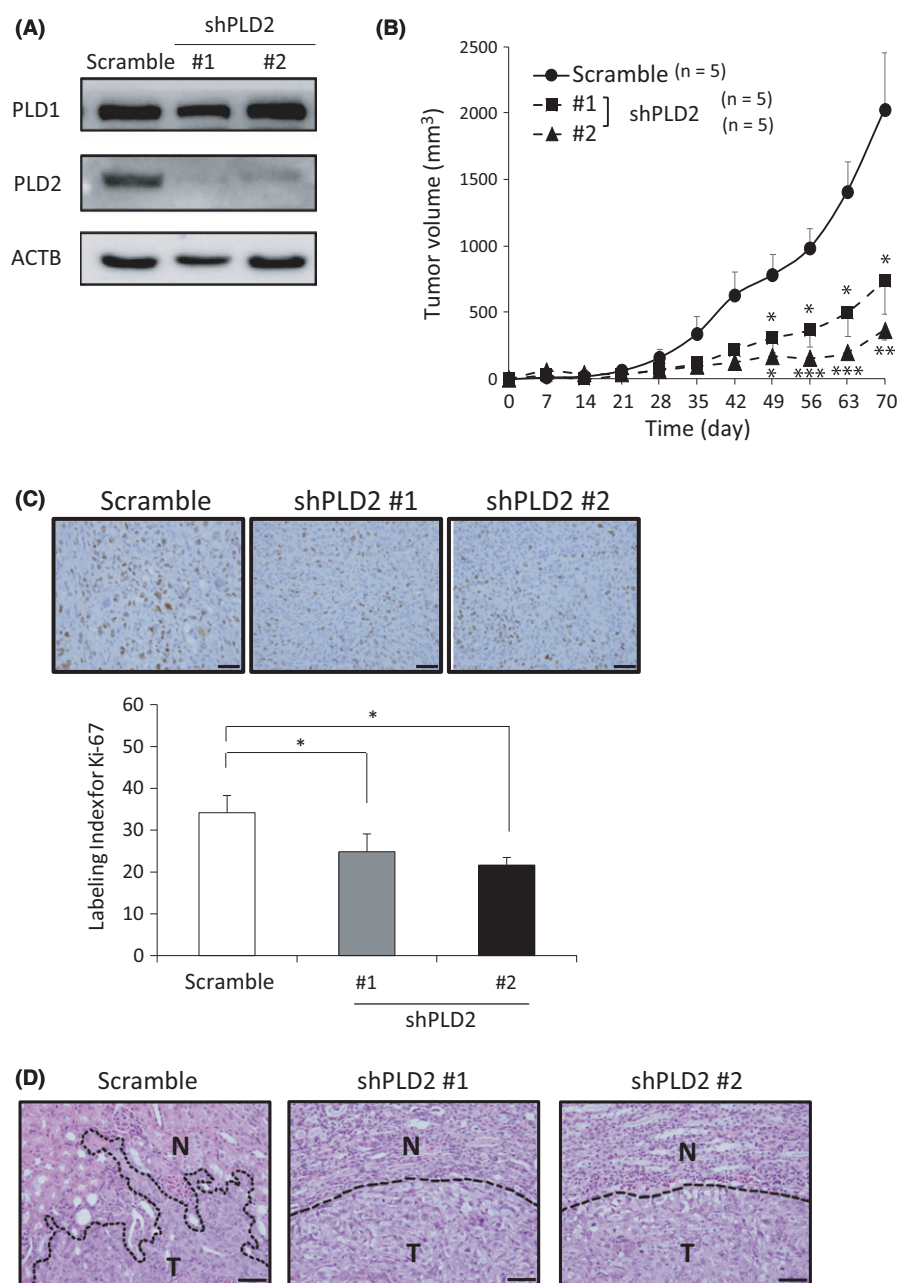 (A)
shPLD2
Scramble #1 #2
PLD1
PLD2
ACTB
(B)
Tumor volume (mm³)
2500
2000
1500
1000
500
0
Scramble (n = 5)
#1 (n = 5)
shPLD2
#2 (n = 5)
* * * *
* *** *** **
0 7 14 21 28 35 42 49 56 63 70
Time (day)
(C)
Scramble shPLD2 #1 shPLD2 #2
Labeling Indexfor Ki-67
60
50
40
30
20
10
0
*
*
Scramble #1 #2
shPLD2
(D)
Scramble shPLD2 #1 shPLD2 #2
N N N
T T T